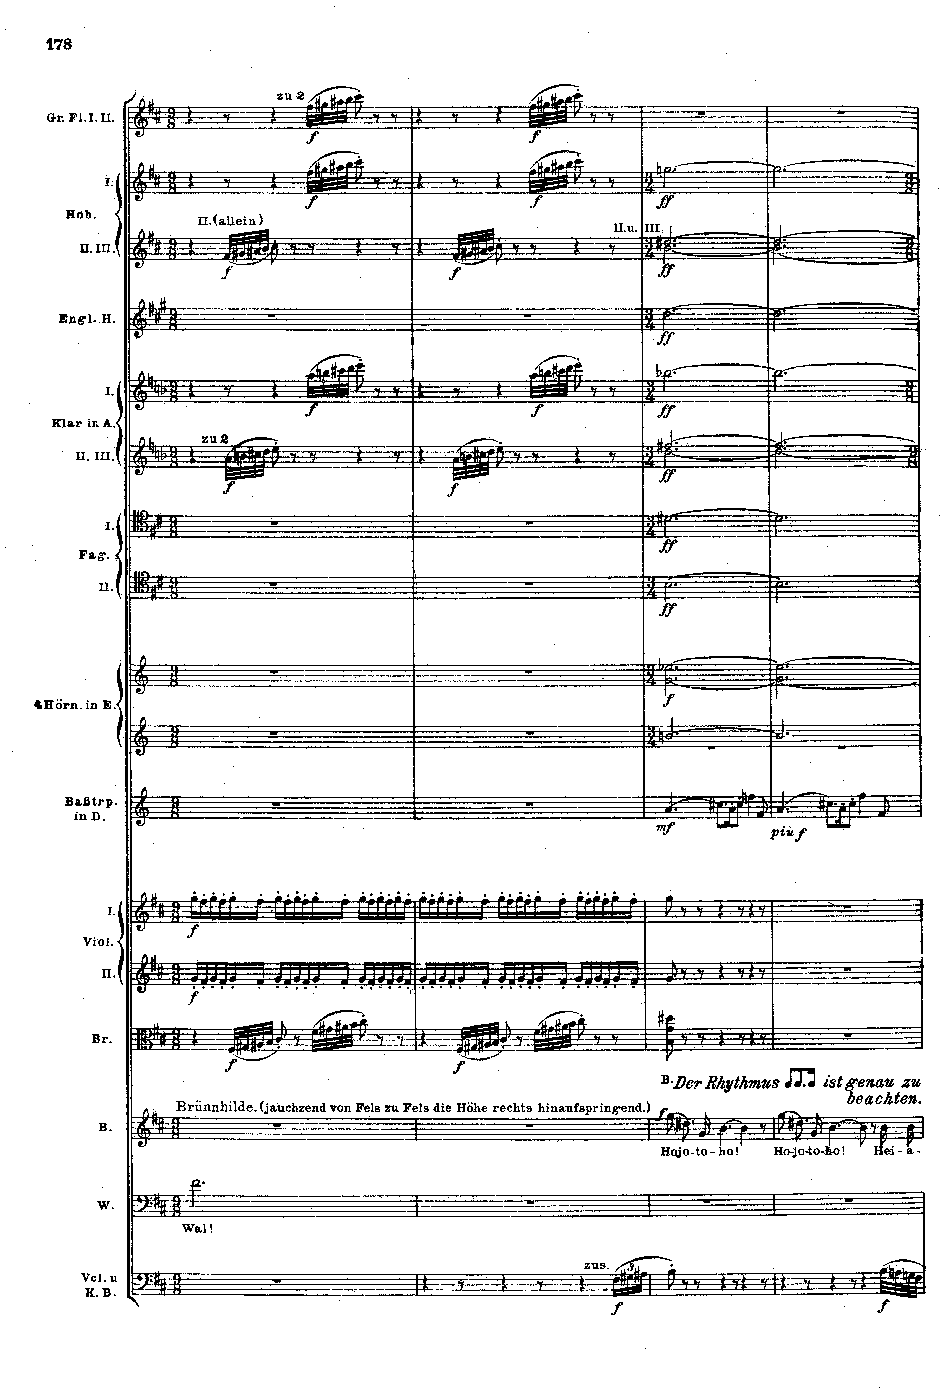 178
zu 2
Gr. Fl. I. II.
f f
I.
Hob.
f f ff
II. (allein) II. u. III.
II. III.
f f ff
Engl. H.
ff
I.
Klar in A.
f f ff
zu 2
II. III.
f f ff
I.
Fag.
ff
II.
ff
4 Hörn. in E.
f
Baßtrp.
in D.
mf più f
I.
Viol.
f
II.
f
Br.
f f
B. Der Rhythmus ist genau zu
beachten.
Brünnhilde. (jauchzend von Fels zu Fels die Höhe rechts hinaufspringend.) f
B.
Hojo-to-ho! Ho-jo-to-ho! Hei-a-
W.
Wal!
zus. 3
Vcl. u
K. B.
f f